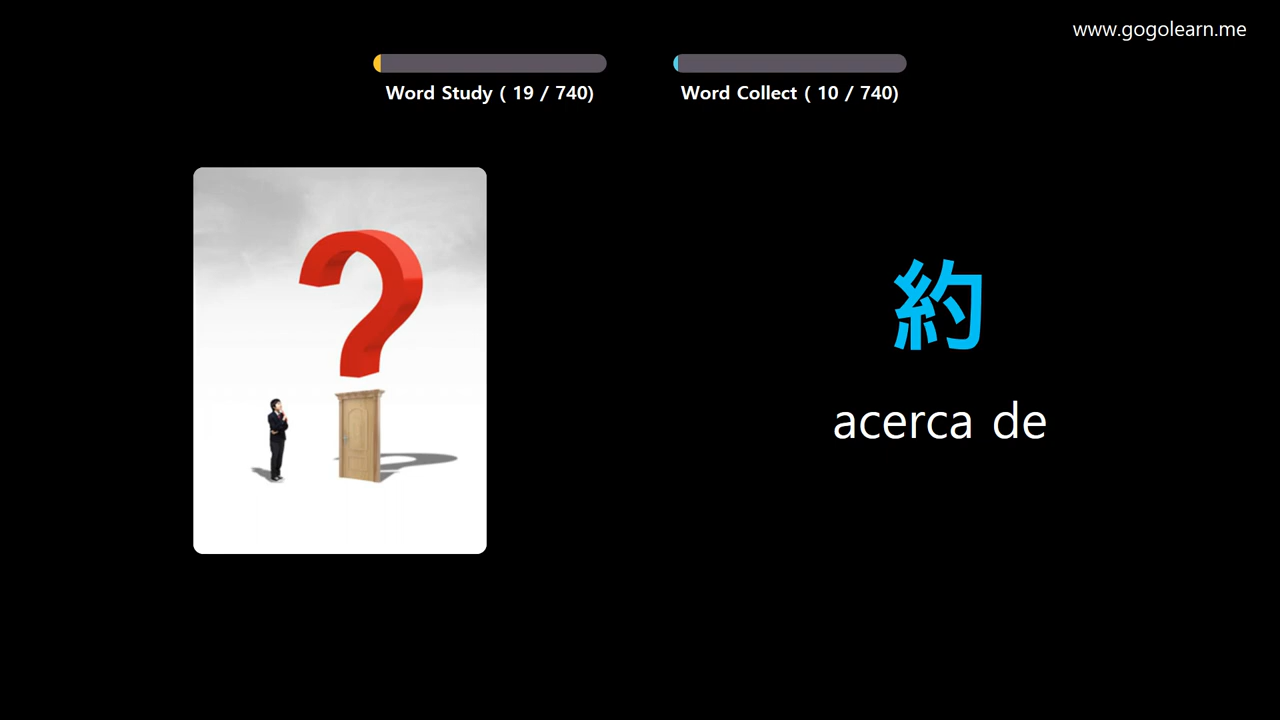 www.gogolearn.me
Word Study ( 19 / 740)
Word Collect ( 10 / 740)
約
acerca de